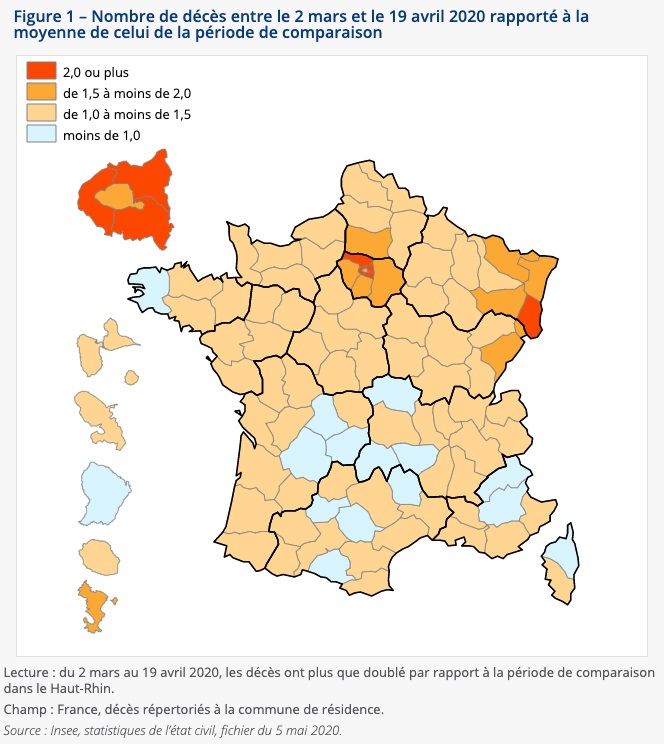 Figure 1 – Nombre de décès entre le 2 mars et le 19 avril 2020 rapporté à la
moyenne de celui de la période de comparaison
2,0 ou plus
de 1,5 à moins de 2,0
de 1,0 à moins de 1,5
moins de 1,0
Lecture : du 2 mars au 19 avril 2020, les décès ont plus que doublé par rapport à la période de comparaison
dans le Haut-Rhin.
Champ : France, décès répertoriés à la commune de résidence.
Source : Insee, statistiques de l’état civil, fichier du 5 mai 2020.